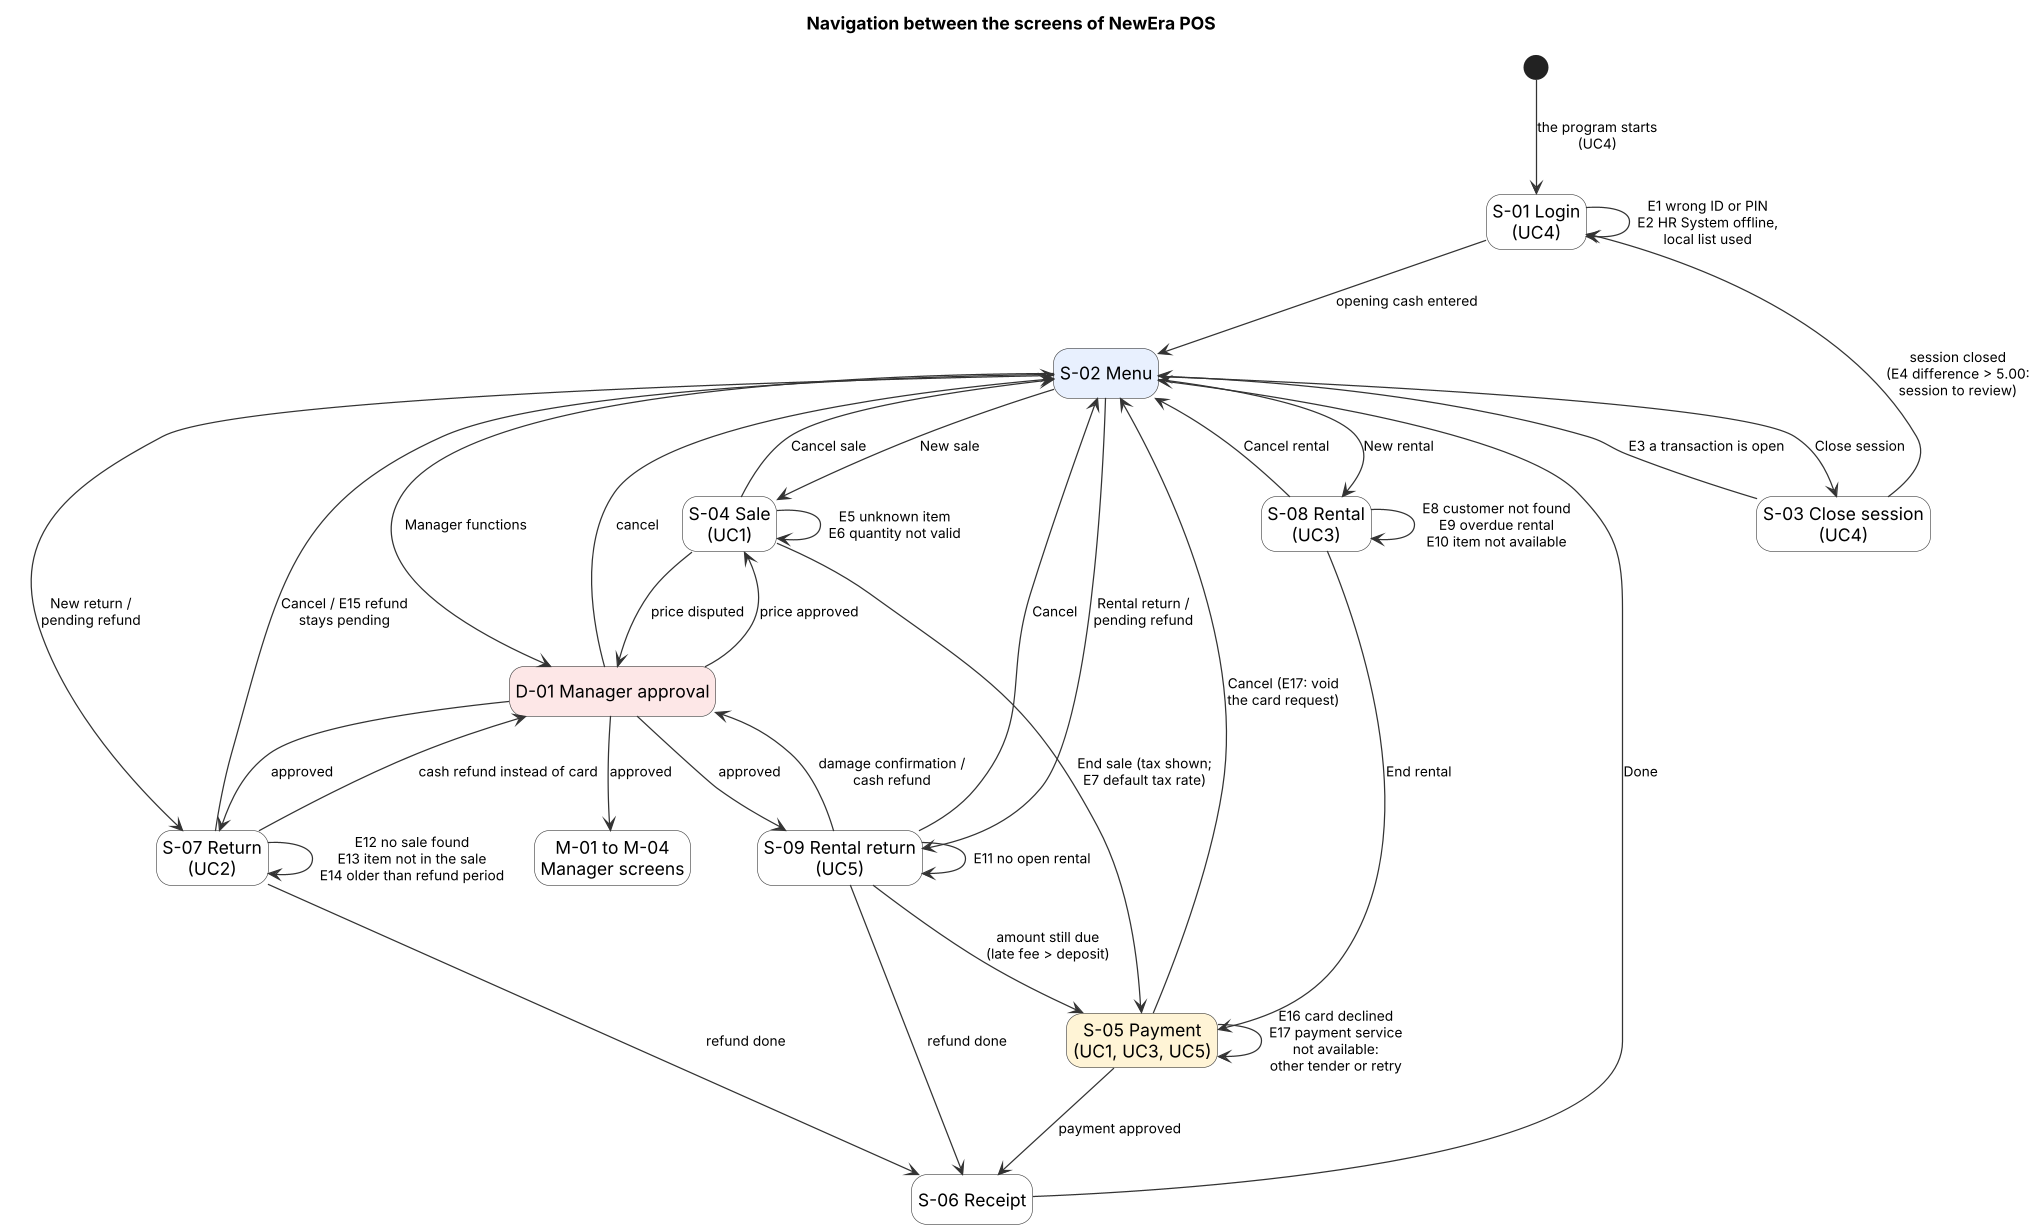 Navigation between the screens of NewEra POS
the program starts
(UC4)
S-01 Login
(UC4)
E1 wrong ID or PIN
E2 HR System offline,
local list used
opening cash entered
session closed
(E4 difference > 5.00:
session to review)
S-02 Menu
Cancel sale
New sale
Cancel rental
New rental
E3 a transaction is open
Close session
Manager functions
cancel
S-04 Sale
(UC1)
E5 unknown item
E6 quantity not valid
S-08 Rental
(UC3)
E8 customer not found
E9 overdue rental
E10 item not available
S-03 Close session
(UC4)
New return /
pending refund
Cancel / E15 refund
stays pending
price disputed
price approved
Cancel
Rental return /
pending refund
D-01 Manager approval
Cancel (E17: void
the card request)
approved
cash refund instead of card
approved
approved
damage confirmation /
cash refund
End sale (tax shown;
E7 default tax rate)
End rental
Done
S-07 Return
(UC2)
E12 no sale found
E13 item not in the sale
E14 older than refund period
M-01 to M-04
Manager screens
S-09 Rental return
(UC5)
E11 no open rental
amount still due
(late fee > deposit)
refund done
refund done
S-05 Payment
(UC1, UC3, UC5)
E16 card declined
E17 payment service
not available:
other tender or retry
payment approved
S-06 Receipt